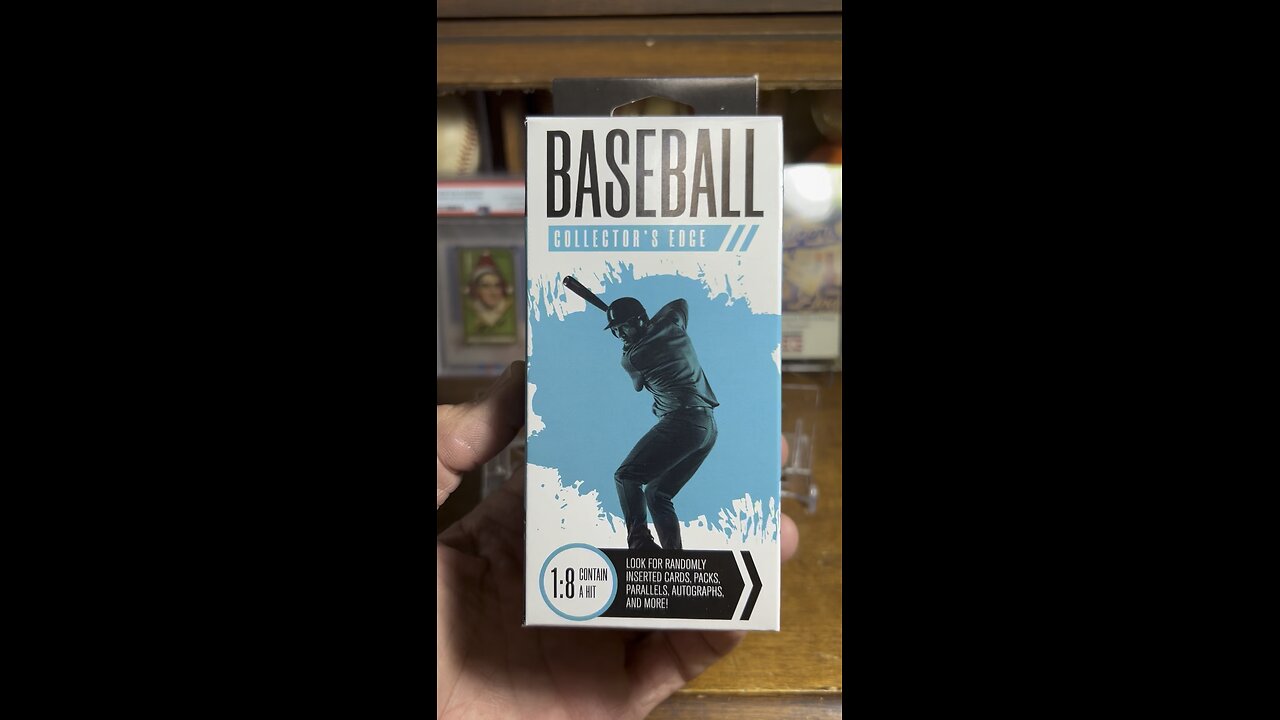 BASEBALL
COLLECTOR'S EDGE
1:8 CONTAIN
A HIT
LOOK FOR RANDOMLY
INSERTED CARDS, PACKS,
PARALLELS, AUTOGRAPHS,
AND MORE!